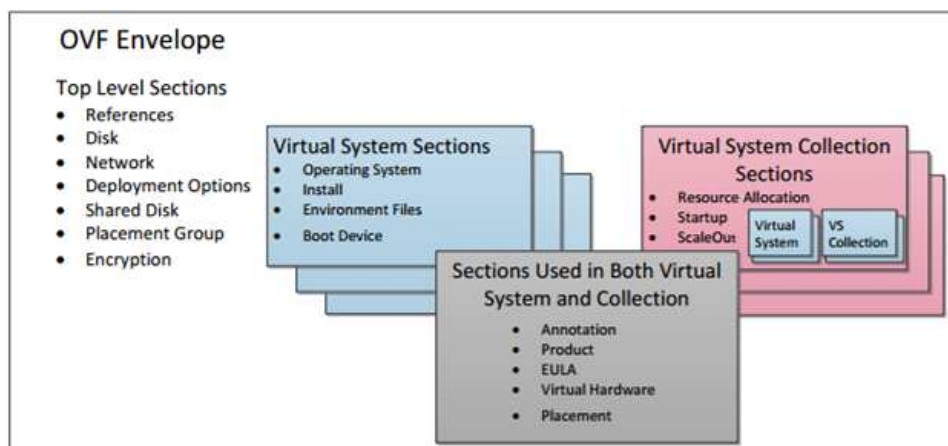 OVF Envelope
Top Level Sections
• References
• Disk
• Network
• Deployment Options
• Shared Disk
• Placement Group
• Encryption
Virtual System Sections
• Operating System
• Install
• Environment Files
• Boot Device
Virtual System Collection
Sections
• Resource Allocation
• Startup
• ScaleOut
Virtual
System
VS
Collection
Sections Used in Both Virtual
System and Collection
• Annotation
• Product
• EULA
• Virtual Hardware
• Placement